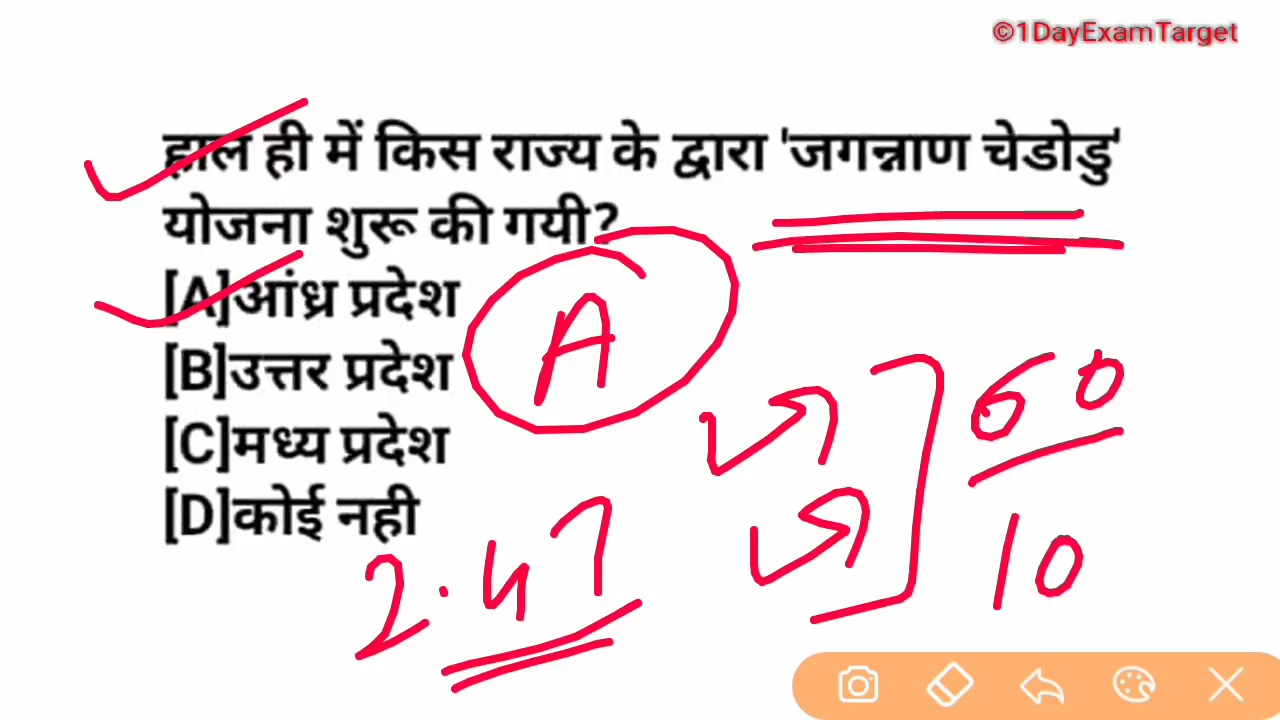 ©1DayExamTarget
हाल ही में किस राज्य के द्वारा 'जगन्नाण चेडोडु'
योजना शुरू की गयी?
[A]आंध्र प्रदेश
[B]उत्तर प्रदेश
[C]मध्य प्रदेश
[D]कोई नही
A
60
10
2.47